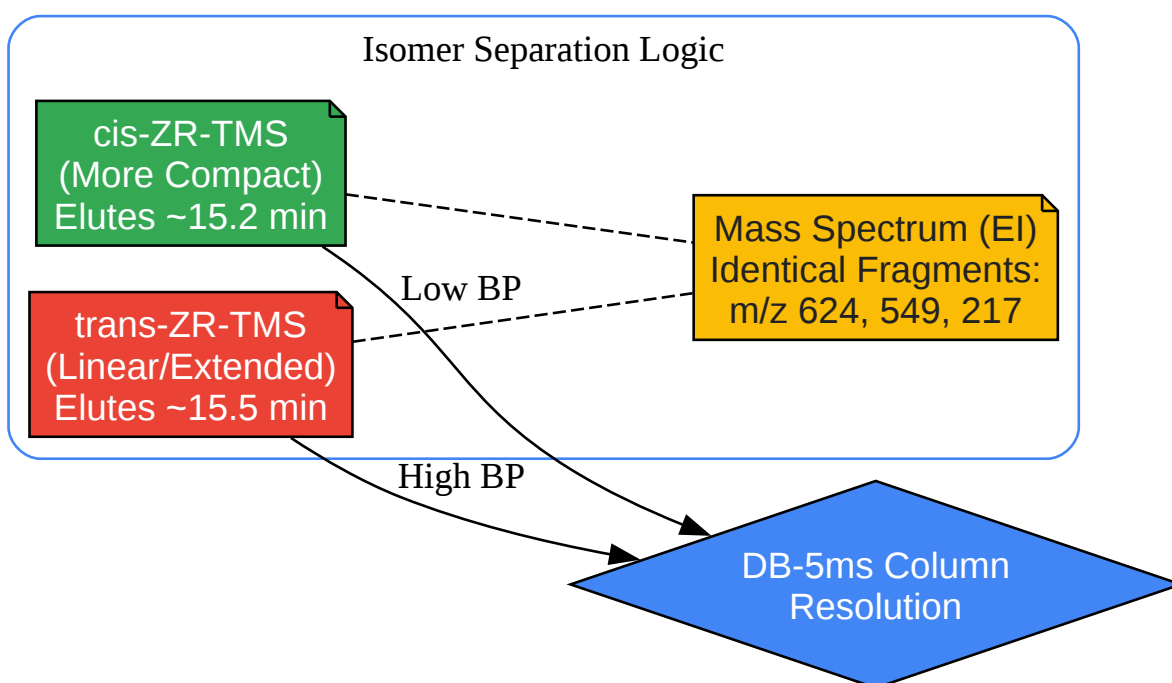 Isomer Separation Logic
cis-ZR-TMS
(More Compact)
Elutes ~15.2 min
Mass Spectrum (EI)
Identical Fragments:
m/z 624, 549, 217
Low BP
trans-ZR-TMS
(Linear/Extended)
Elutes ~15.5 min
High BP
DB-5ms Column
Resolution